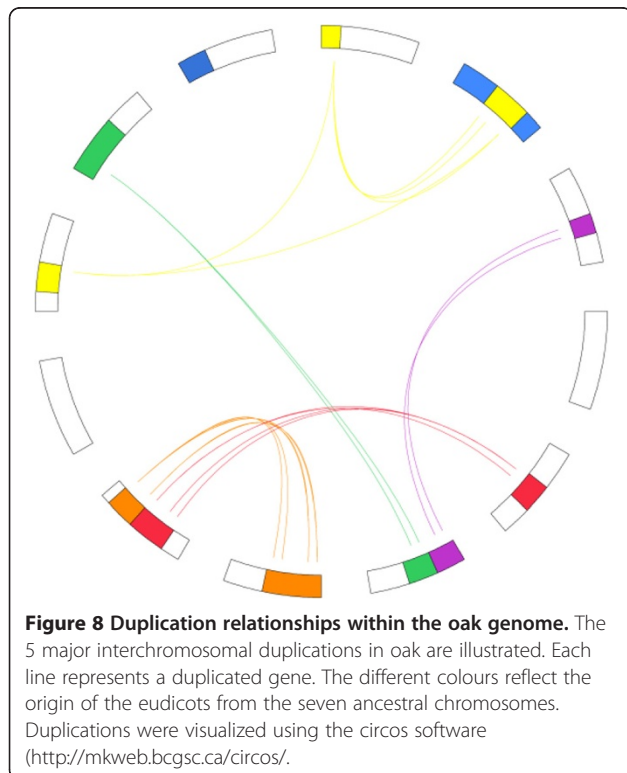 Figure 8 Duplication relationships within the oak genome. The
5 major interchromosomal duplications in oak are illustrated. Each
line represents a duplicated gene. The different colours reflect the
origin of the eudicots from the seven ancestral chromosomes.
Duplications were visualized using the circos software
(http://mkweb.bcgsc.ca/circos/.